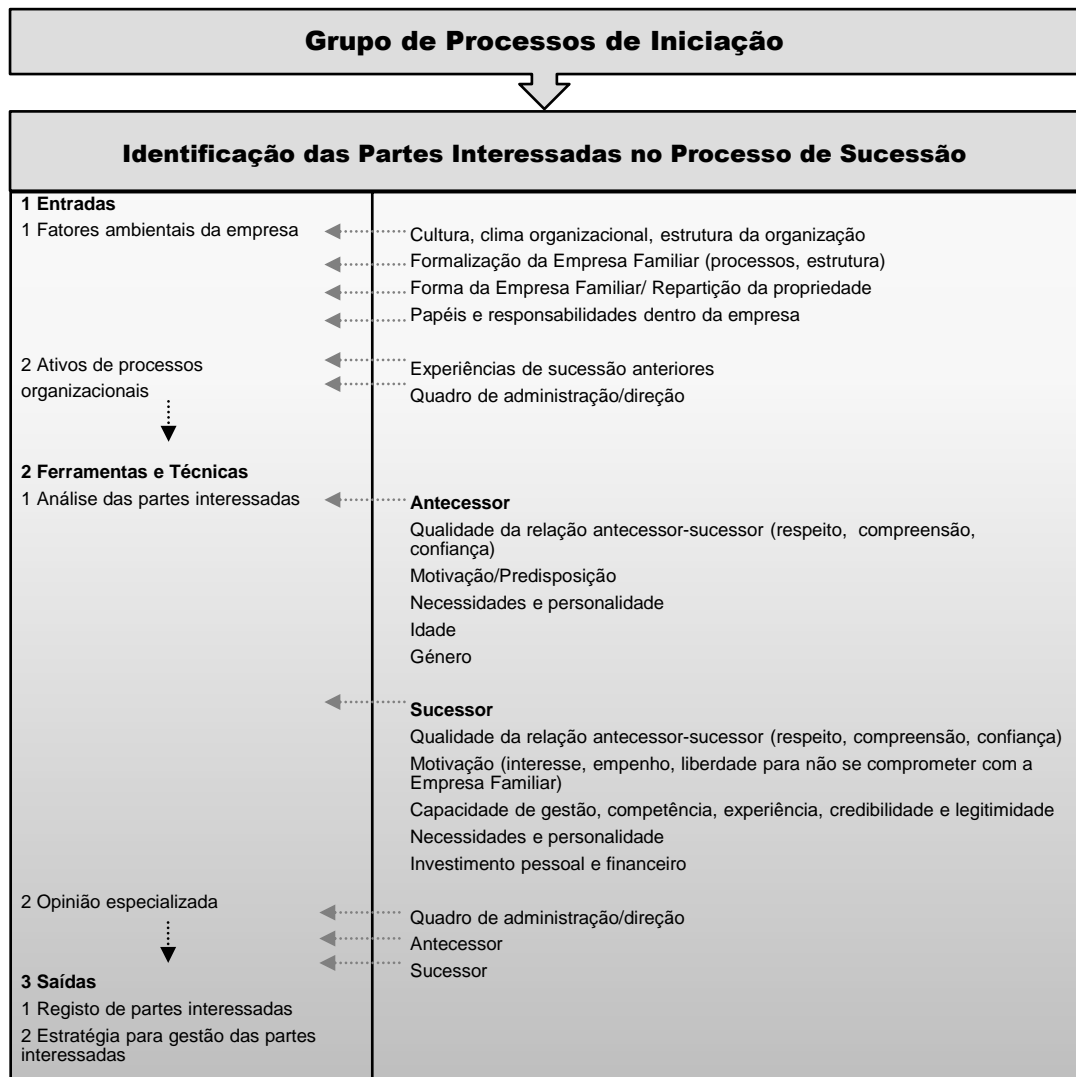 Grupo de Processos de Iniciação
Identificação das Partes Interessadas no Processo de Sucessão
1 Entradas
1 Fatores ambientais da empresa
Cultura, clima organizacional, estrutura da organização
Formalização da Empresa Familiar (processos, estrutura)
Forma da Empresa Familiar/ Repartição da propriedade
Papéis e responsabilidades dentro da empresa
2 Ativos de processos
organizacionais
Experiências de sucessão anteriores
Quadro de administração/direção
2 Ferramentas e Técnicas
1 Análise das partes interessadas
Antecessor
Qualidade da relação antecessor-sucessor (respeito, compreensão,
confiança)
Motivação/Predisposição
Necessidades e personalidade
Idade
Género
Sucessor
Qualidade da relação antecessor-sucessor (respeito, compreensão, confiança)
Motivação (interesse, empenho, liberdade para não se comprometer com a
Empresa Familiar)
Capacidade de gestão, competência, experiência, credibilidade e legitimidade
Necessidades e personalidade
Investimento pessoal e financeiro
2 Opinião especializada
Quadro de administração/direção
Antecessor
Sucessor
3 Saídas
1 Registo de partes interessadas
2 Estratégia para gestão das partes
interessadas